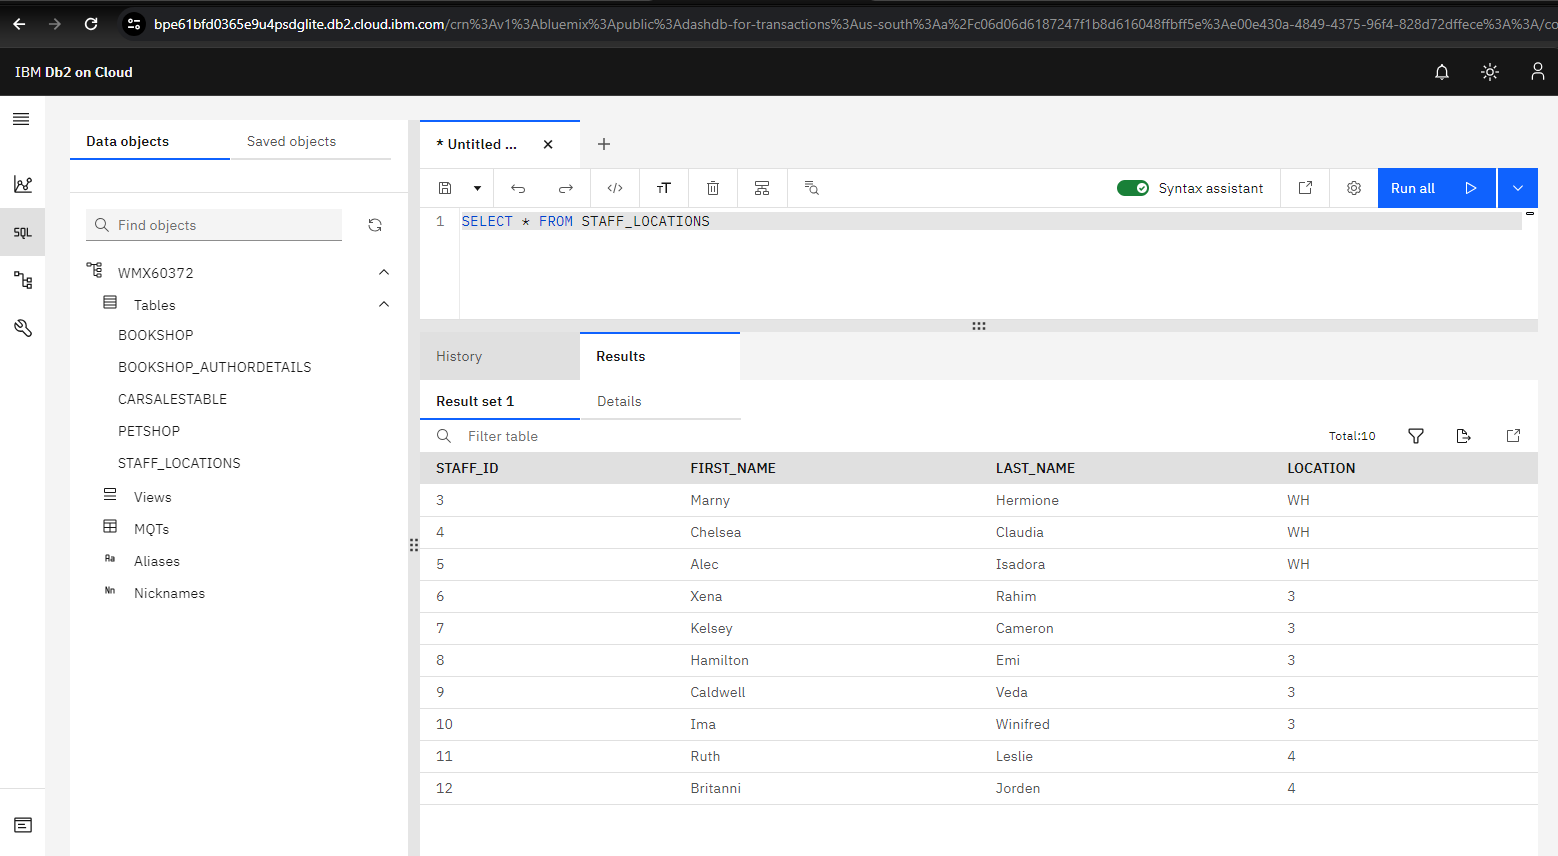 bpe61bfd0365e9u4psdglite.db2.cloud.ibm.com/crn%3Av1%3Abluemix%3Apublic%3Adashdb-for-transactions%3Aus-south%3Aa%2Fc06d06d6187247f1b8d616048ffbff5e%3Ae00e430a-4849-4375-96f4-828d72dffece%3A%3A/co
IBM Db2 on Cloud
Data objects
Saved objects
SQL
Find objects
WMX60372
Tables
BOOKSHOP
BOOKSHOP_AUTHORDETAILS
CARSALESTABLE
PETSHOP
STAFF_LOCATIONS
Views
MQTs
Aa Aliases
Nn Nicknames
* Untitled ...
</> TT Syntax assistant Run all
1 SELECT * FROM STAFF_LOCATIONS
History Results
Result set 1 Details
Filter table Total:10
STAFF_ID FIRST_NAME LAST_NAME LOCATION
3 Marny Hermione WH
4 Chelsea Claudia WH
5 Alec Isadora WH
6 Xena Rahim 3
7 Kelsey Cameron 3
8 Hamilton Emi 3
9 Caldwell Veda 3
10 Ima Winifred 3
11 Ruth Leslie 4
12 Britanni Jorden 4